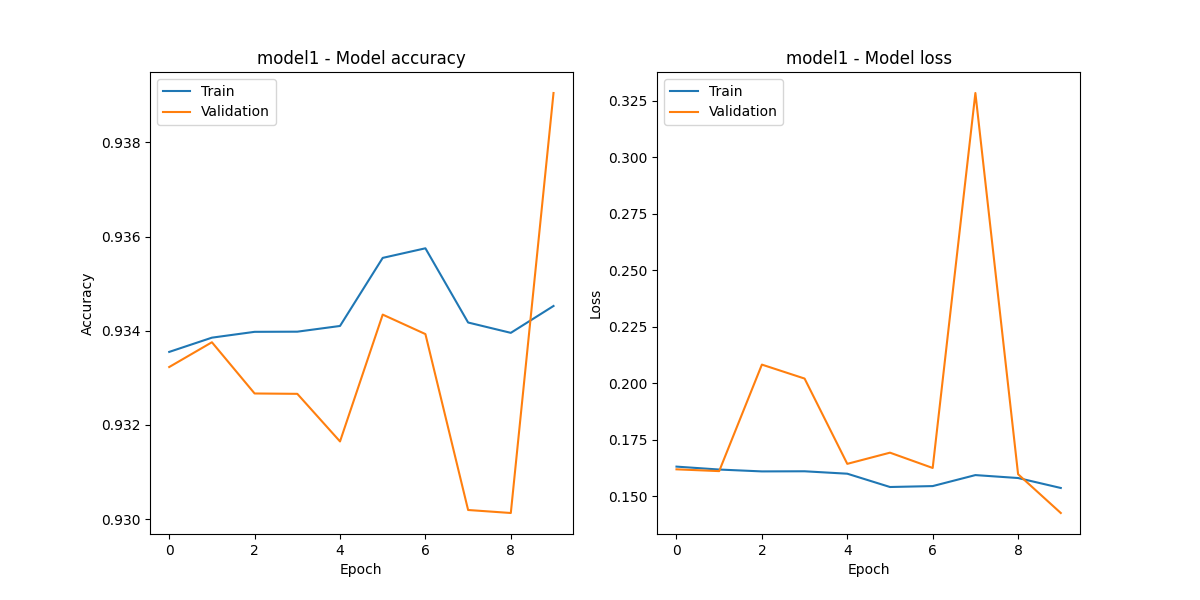 model1 - Model accuracy
Train
Validation
0.938
0.936
0.934
0.932
0.930
Accuracy
0 2 4 6 8
Epoch
model1 - Model loss
Train
Validation
0.325
0.300
0.275
0.250
0.225
0.200
0.175
0.150
Loss
0 2 4 6 8
Epoch